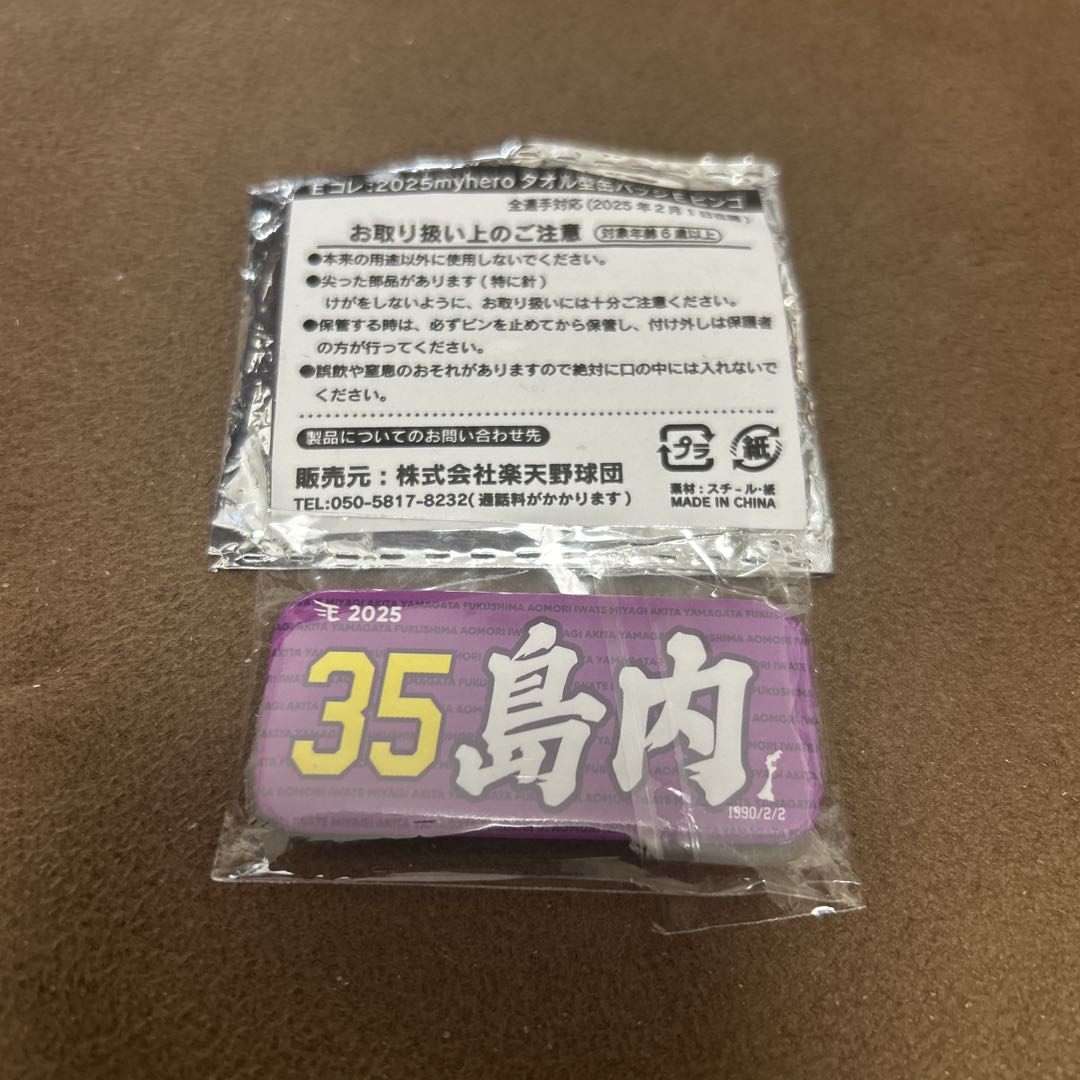 Eコレ:2025myhero タオル型缶バッジEビンゴ
全選手対応(2025年2月1日在籍)
お取り扱い上のご注意 対象年齢6歳以上
●本来の用途以外に使用しないでください。
●尖った部品があります(特に針)
けがをしないように、お取り扱いには十分ご注意ください。
●保管する時は、必ずピンを止めてから保管し、付け外しは保護者
の方が行ってください。
●誤飲や窒息のおそれがありますので絶対に口の中には入れないで
ください。
製品についてのお問い合わせ先
プラ 紙
販売元:株式会社楽天野球団
素材:スチール・紙
TEL:050-5817-8232(通話料がかかります)
MADE IN CHINA
E 2025
35 島内
1990/2/2